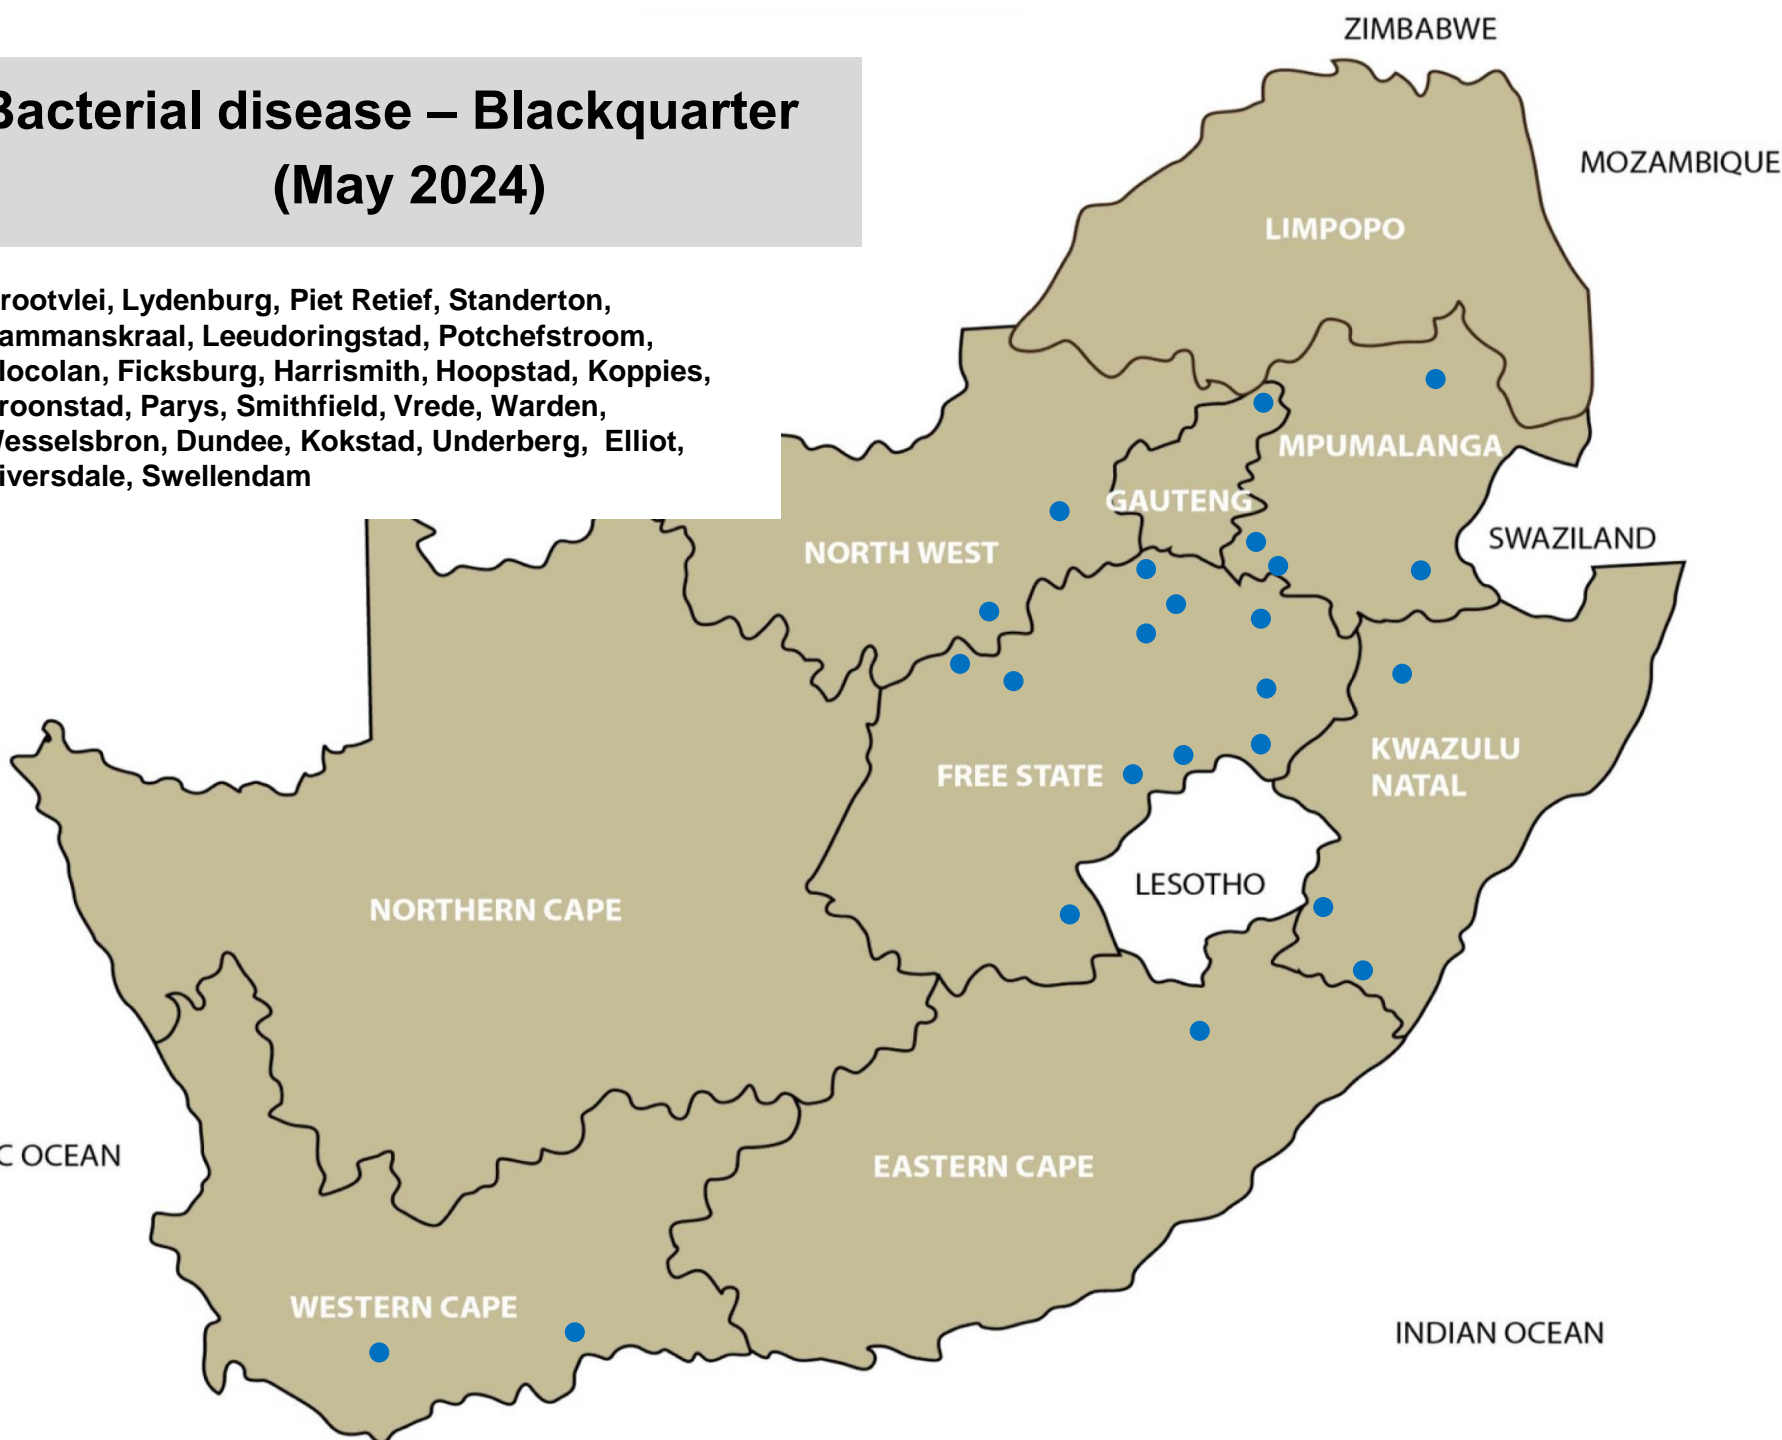 Bacterial disease – Blackquarter
(May 2024)
rootvlei, Lydenburg, Piet Retief, Standerton,
ammanskraal, Leeudoringstad, Potchefstroom,
locolan, Ficksburg, Harrismith, Hoopstad, Koppies,
roonstad, Parys, Smithfield, Vrede, Warden,
Wesselsbron, Dundee, Kokstad, Underberg, Elliot,
iversdale, Swellendam
ZIMBABWE
MOZAMBIQUE
LIMPOPO
MPUMALANGA
GAUTENG
SWAZILAND
NORTH WEST
KWAZULU
NATAL
FREE STATE
LESOTHO
NORTHERN CAPE
C OCEAN
EASTERN CAPE
WESTERN CAPE
INDIAN OCEAN